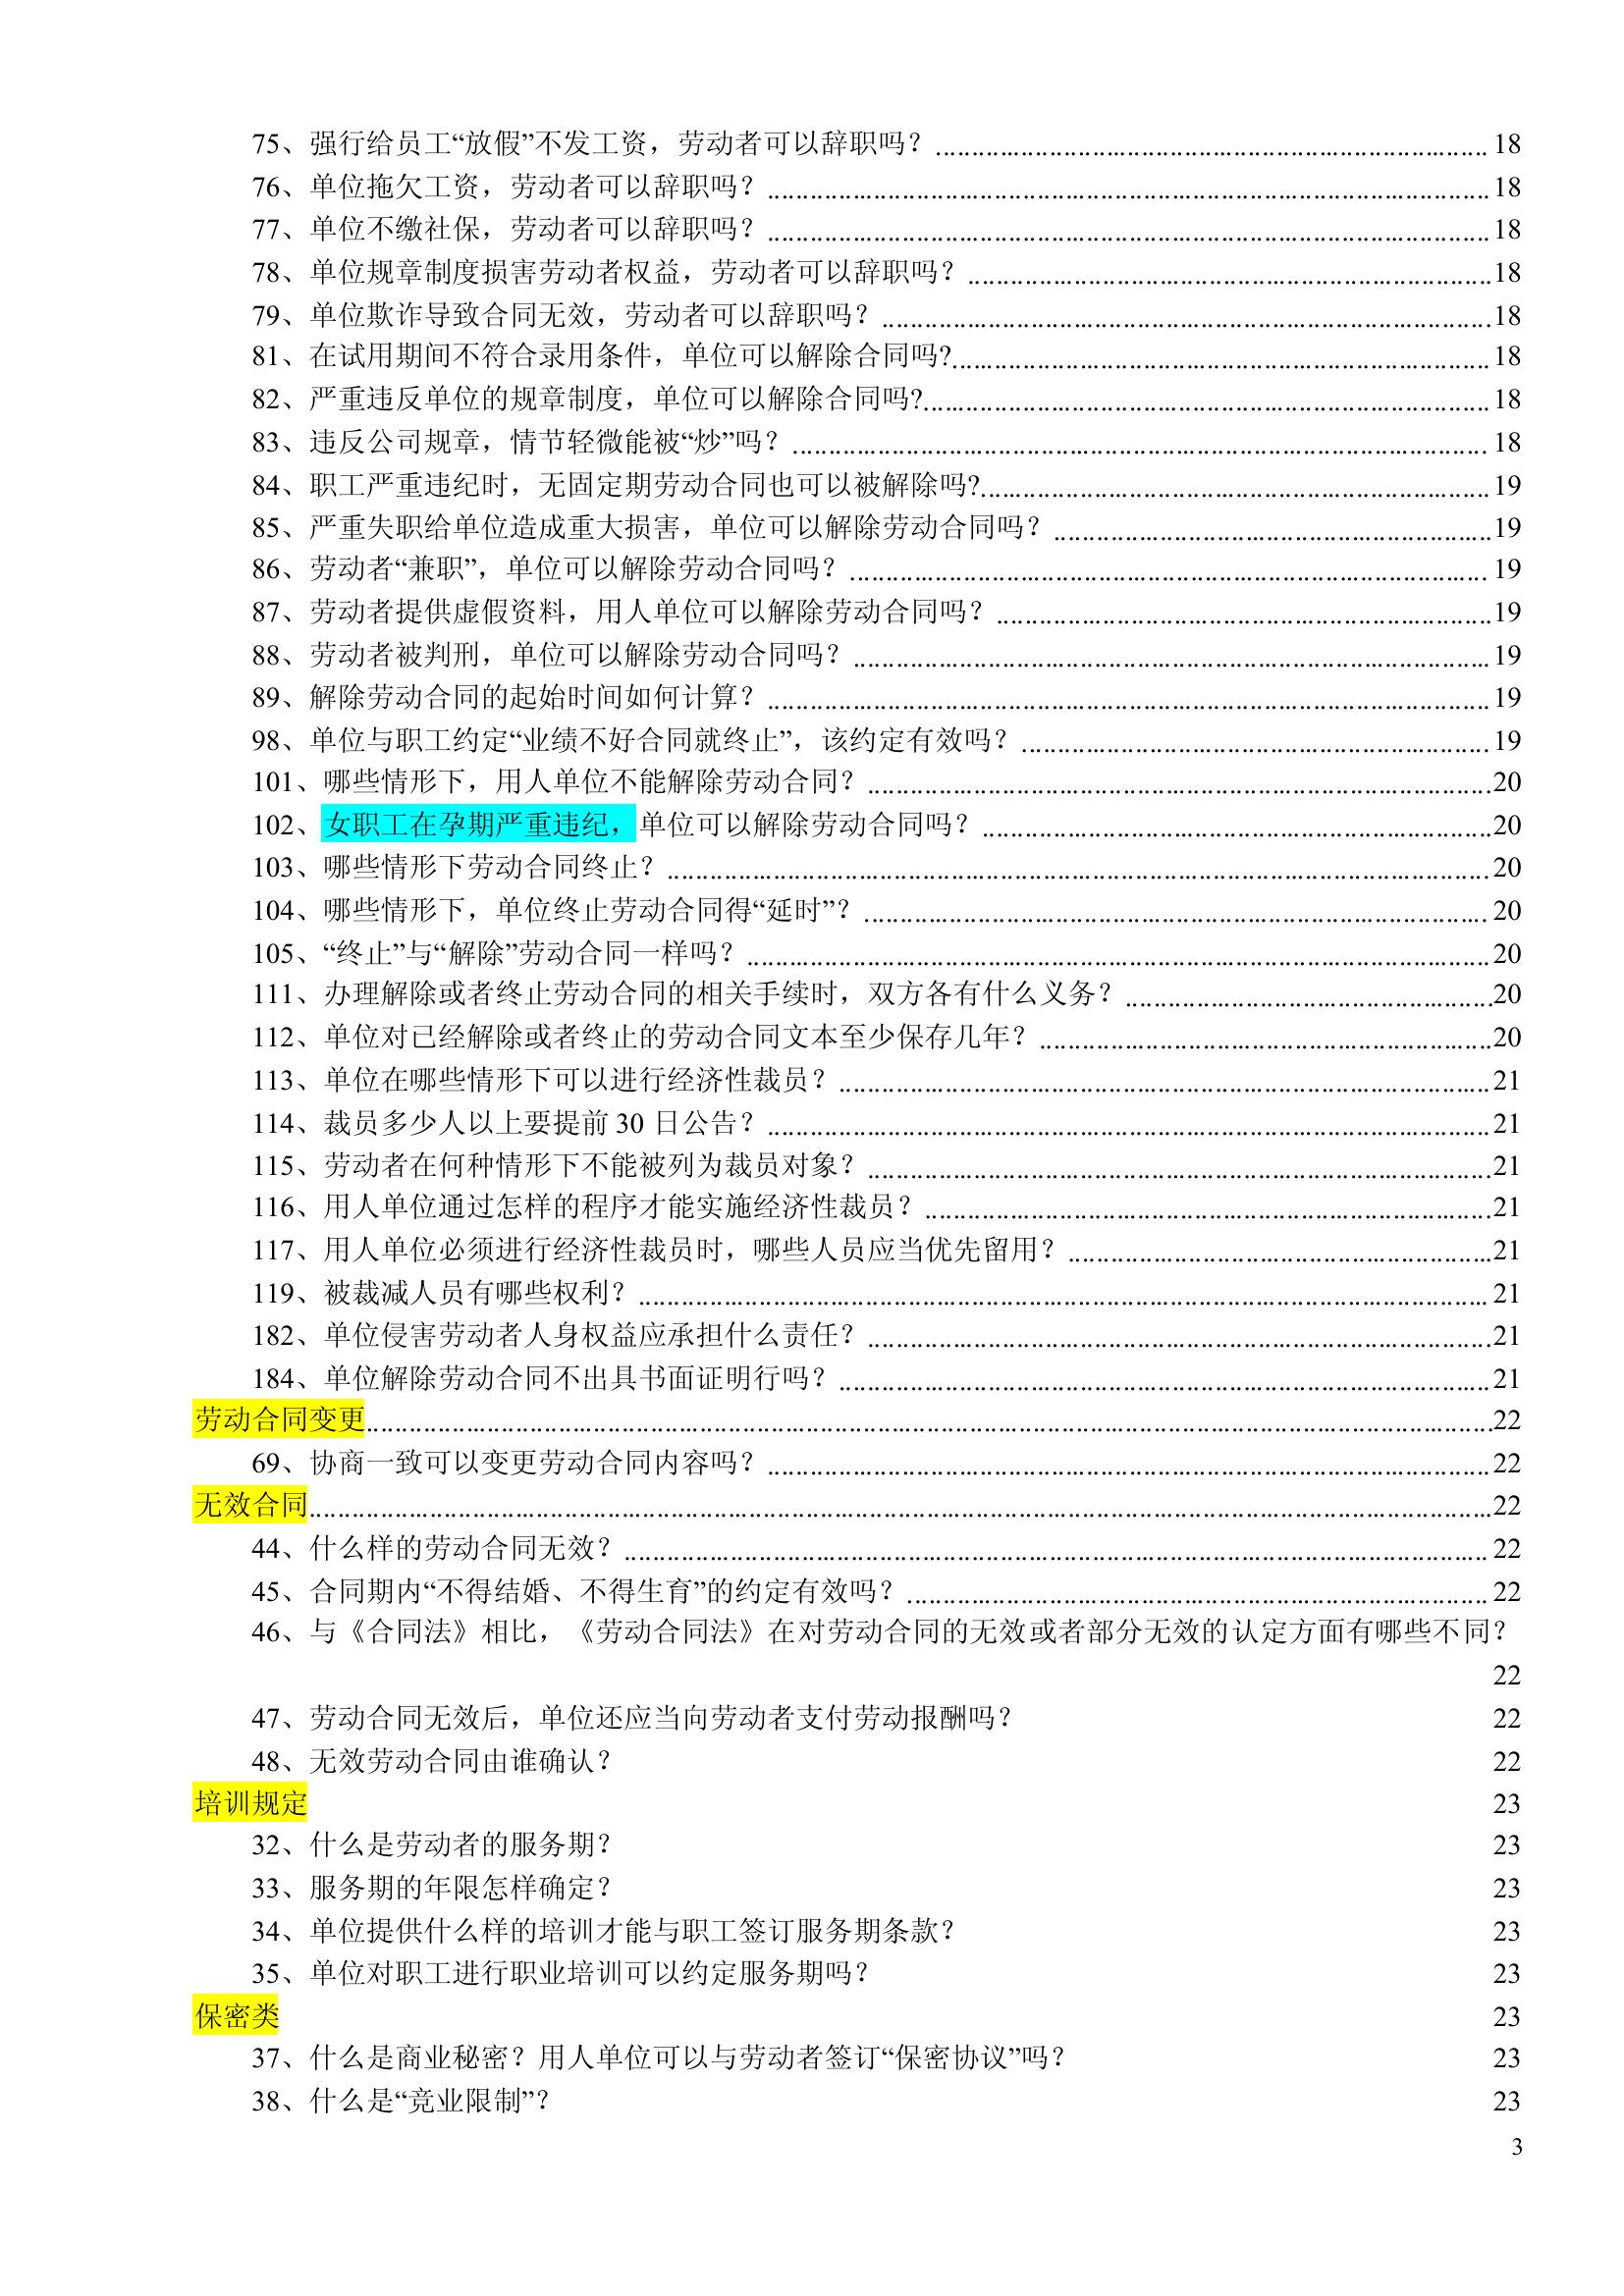 75、强行给员工“放假”不发工资，劳动者可以辞职吗？ 18
76、单位拖欠工资，劳动者可以辞职吗？ 18
77、单位不缴社保，劳动者可以辞职吗？ 18
78、单位规章制度损害劳动者权益，劳动者可以辞职吗？ 18
79、单位欺诈导致合同无效，劳动者可以辞职吗？ 18
81、在试用期间不符合录用条件，单位可以解除合同吗? 18
82、严重违反单位的规章制度，单位可以解除合同吗? 18
83、违反公司规章，情节轻微能被“炒”吗？ 18
84、职工严重违纪时，无固定期劳动合同也可以被解除吗? 19
85、严重失职给单位造成重大损害，单位可以解除劳动合同吗？ 19
86、劳动者“兼职”，单位可以解除劳动合同吗？ 19
87、劳动者提供虚假资料，用人单位可以解除劳动合同吗？ 19
88、劳动者被判刑，单位可以解除劳动合同吗？ 19
89、解除劳动合同的起始时间如何计算？ 19
98、单位与职工约定“业绩不好合同就终止”，该约定有效吗？ 19
101、哪些情形下，用人单位不能解除劳动合同？ 20
102、女职工在孕期严重违纪，单位可以解除劳动合同吗？ 20
103、哪些情形下劳动合同终止？ 20
104、哪些情形下，单位终止劳动合同得“延时”？ 20
105、“终止”与“解除”劳动合同一样吗？ 20
111、办理解除或者终止劳动合同的相关手续时，双方各有什么义务？ 20
112、单位对已经解除或者终止的劳动合同文本至少保存几年？ 20
113、单位在哪些情形下可以进行经济性裁员？ 21
114、裁员多少人以上要提前 30 日公告？ 21
115、劳动者在何种情形下不能被列为裁员对象？ 21
116、用人单位通过怎样的程序才能实施经济性裁员？ 21
117、用人单位必须进行经济性裁员时，哪些人员应当优先留用？ 21
119、被裁减人员有哪些权利？ 21
182、单位侵害劳动者人身权益应承担什么责任？ 21
184、单位解除劳动合同不出具书面证明行吗？ 21
劳动合同变更 22
69、协商一致可以变更劳动合同内容吗？ 22
无效合同 22
44、什么样的劳动合同无效？ 22
45、合同期内“不得结婚、不得生育”的约定有效吗？ 22
46、与《合同法》相比，《劳动合同法》在对劳动合同的无效或者部分无效的认定方面有哪些不同？
22
47、劳动合同无效后，单位还应当向劳动者支付劳动报酬吗？ 22
48、无效劳动合同由谁确认？ 22
培训规定 23
32、什么是劳动者的服务期？ 23
33、服务期的年限怎样确定？ 23
34、单位提供什么样的培训才能与职工签订服务期条款？ 23
35、单位对职工进行职业培训可以约定服务期吗？ 23
保密类 23
37、什么是商业秘密？用人单位可以与劳动者签订“保密协议”吗？ 23
38、什么是“竞业限制”？ 23
3